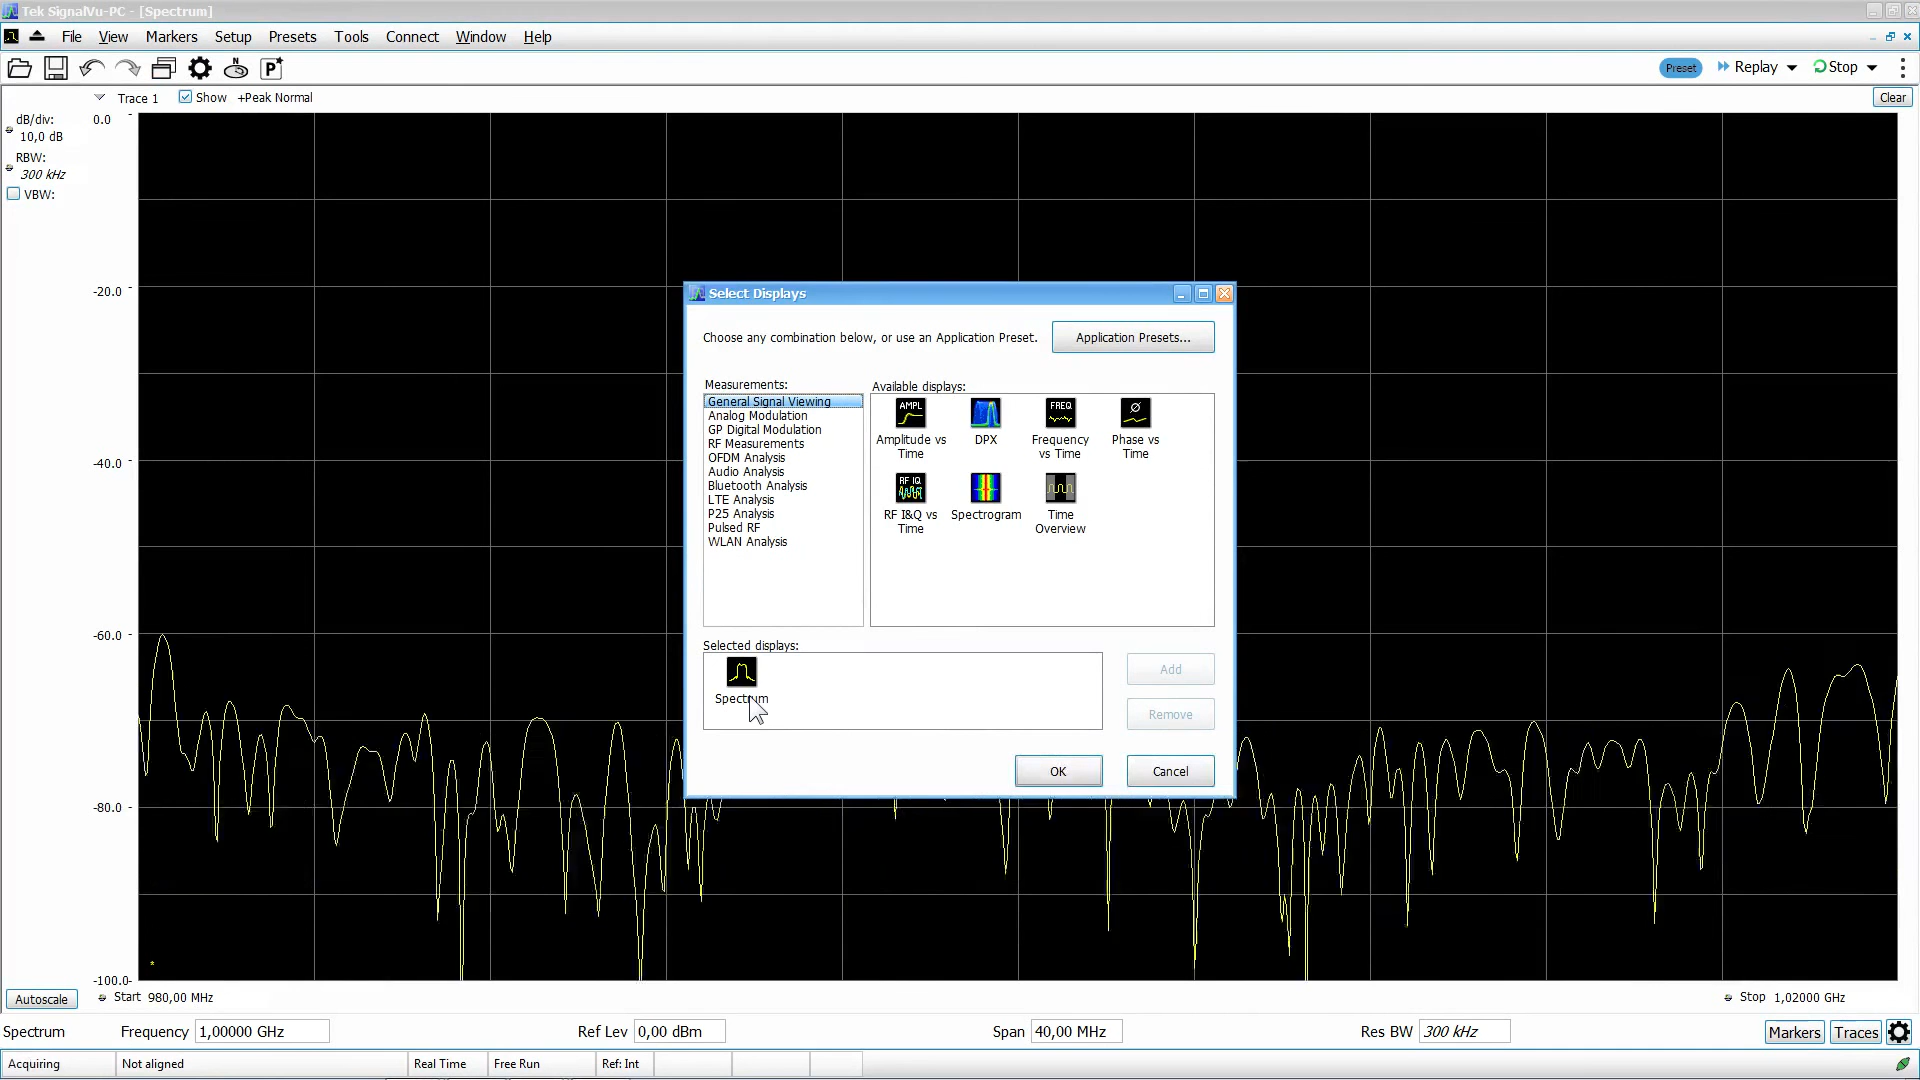 Tek SignalVu-PC - [Spectrum]
File View Markers Setup Presets Tools Connect Window Help
Preset Replay Stop
Trace 1 Show +Peak Normal Clear
dB/div:
10,0 dB
RBW:
300 kHz
VBW:
0.0
-20.0
-40.0
-60.0
-80.0
-100.0
Select Displays
Choose any combination below, or use an Application Preset. Application Presets...
Measurements:
General Signal Viewing
Analog Modulation
GP Digital Modulation
RF Measurements
OFDM Analysis
Audio Analysis
Bluetooth Analysis
LTE Analysis
P25 Analysis
Pulsed RF
WLAN Analysis
Available displays:
AMPL
Amplitude vs
Time
DPX
FREQ
Frequency
vs Time
Phase vs
Time
RF IQ
RF I&Q vs
Time
Spectrogram
Time
Overview
Selected displays:
Spectrum
Add
Remove
OK Cancel
Autoscale Start 980,00 MHz Stop 1,02000 GHz
Spectrum Frequency 1,00000 GHz Ref Lev 0,00 dBm Span 40,00 MHz Res BW 300 kHz Markers Traces
Acquiring Not aligned Real Time Free Run Ref: Int